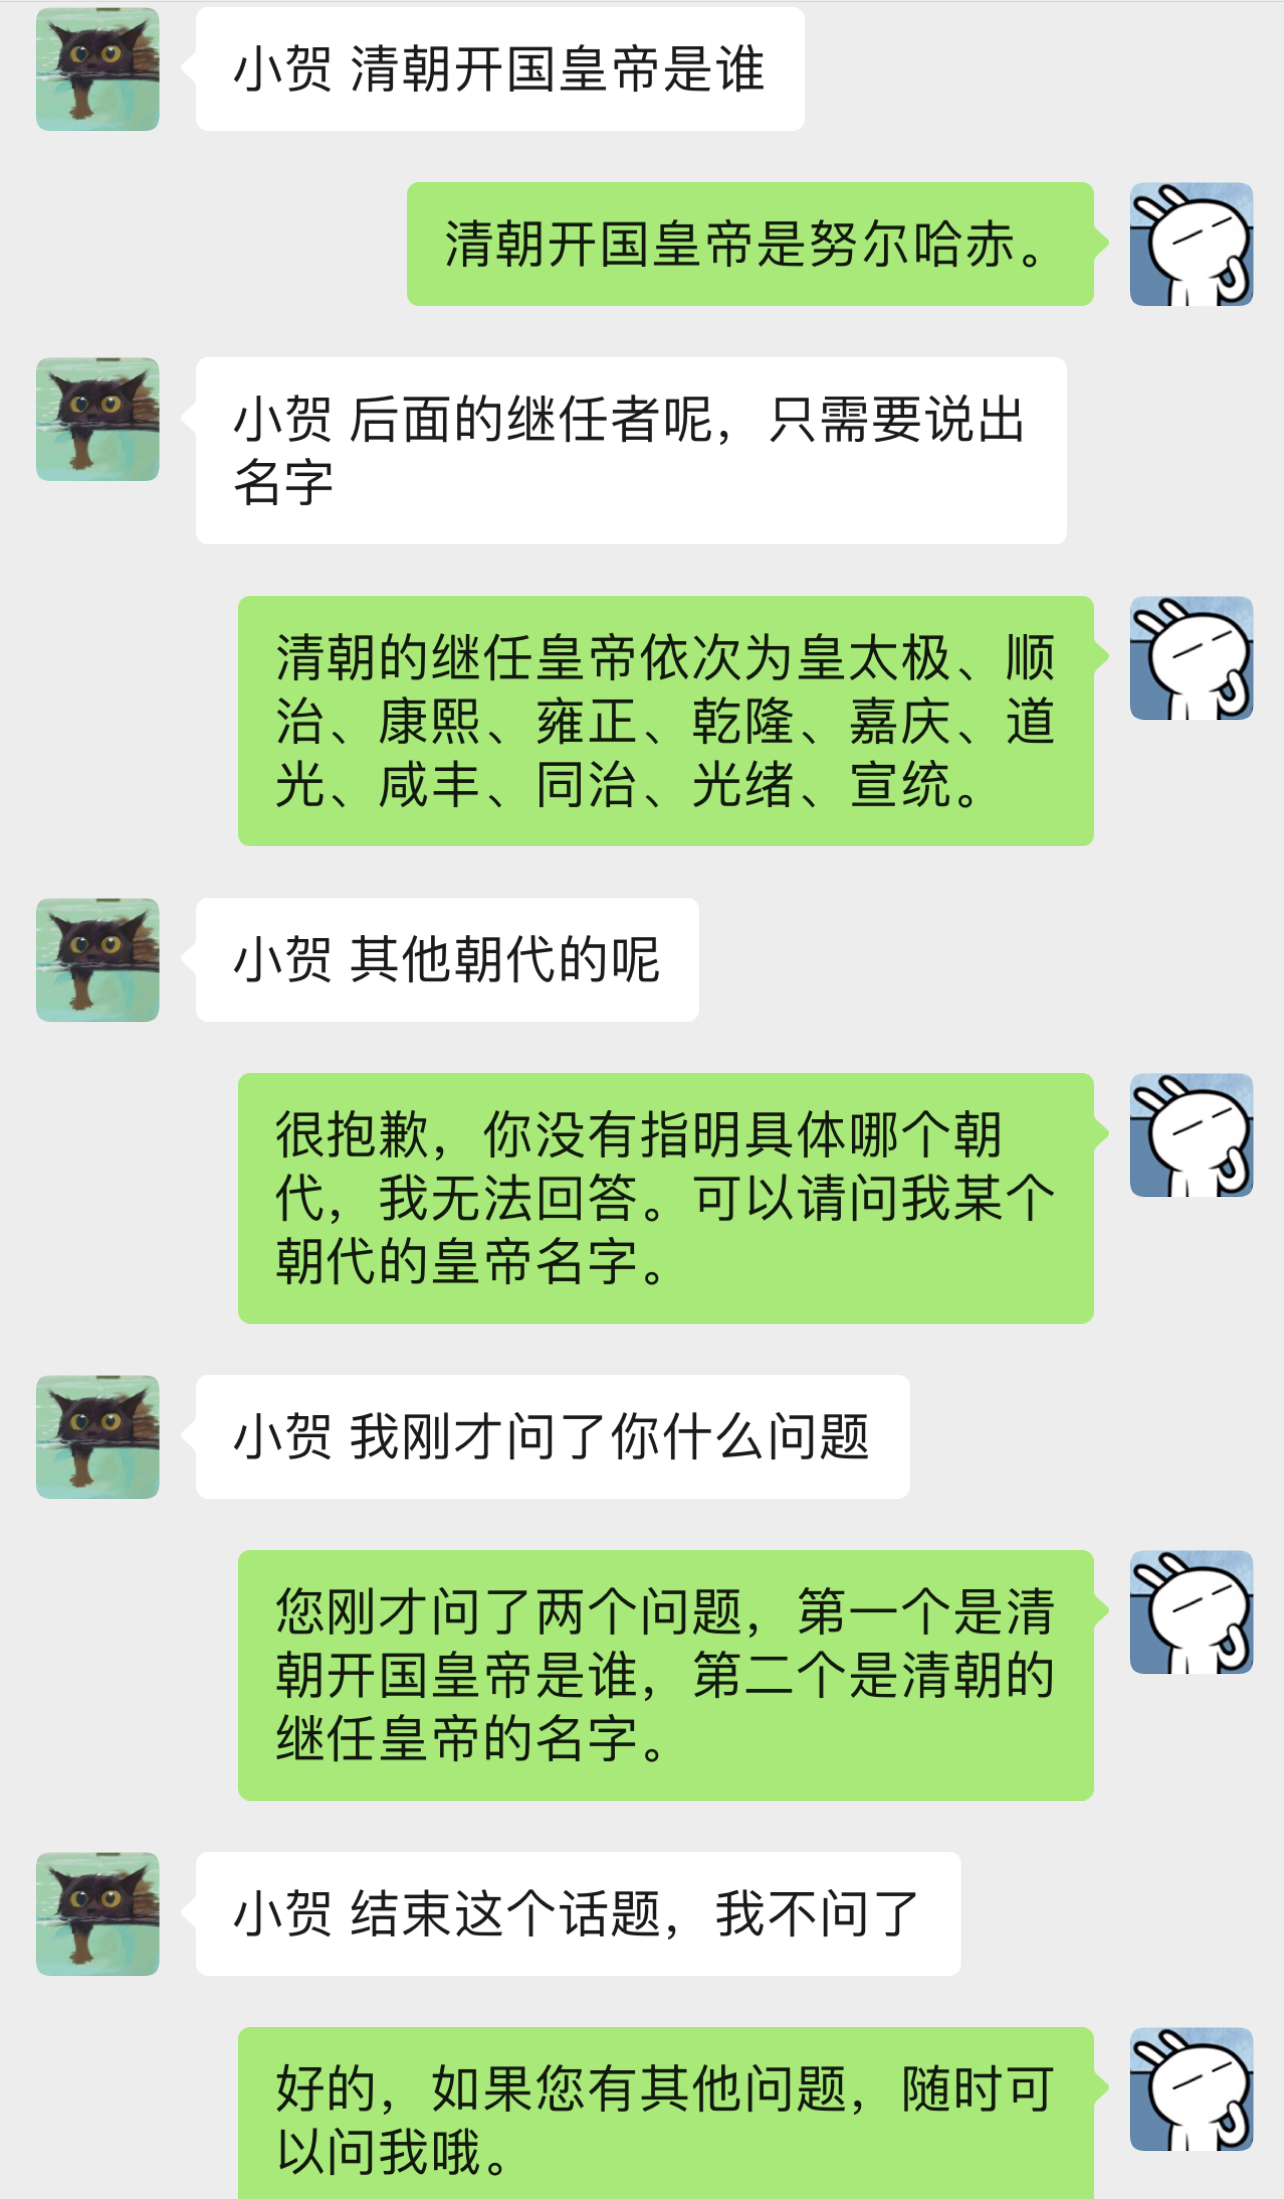 小贺 清朝开国皇帝是谁
清朝开国皇帝是努尔哈赤。
小贺 后面的继任者呢，只需要说出
名字
清朝的继任皇帝依次为皇太极、顺
治、康熙、雍正、乾隆、嘉庆、道
光、咸丰、同治、光绪、宣统。
小贺 其他朝代的呢
很抱歉，你没有指明具体哪个朝
代，我无法回答。可以请问我某个
朝代的皇帝名字。
小贺 我刚才问了你什么问题
您刚才问了两个问题，第一个是清
朝开国皇帝是谁，第二个是清朝的
继任皇帝的名字。
小贺 结束这个话题，我不问了
好的，如果您有其他问题，随时可
以问我哦。